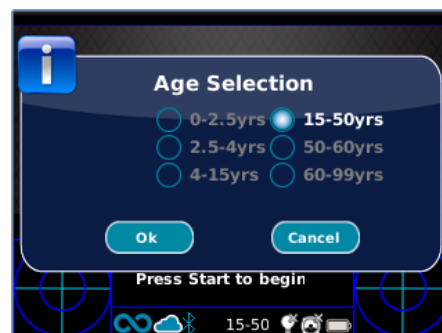 i
Age Selection
0-2.5yrs 15-50yrs
2.5-4yrs 50-60yrs
4-15yrs 60-99yrs
Ok Cancel
Press Start to begin
15-50